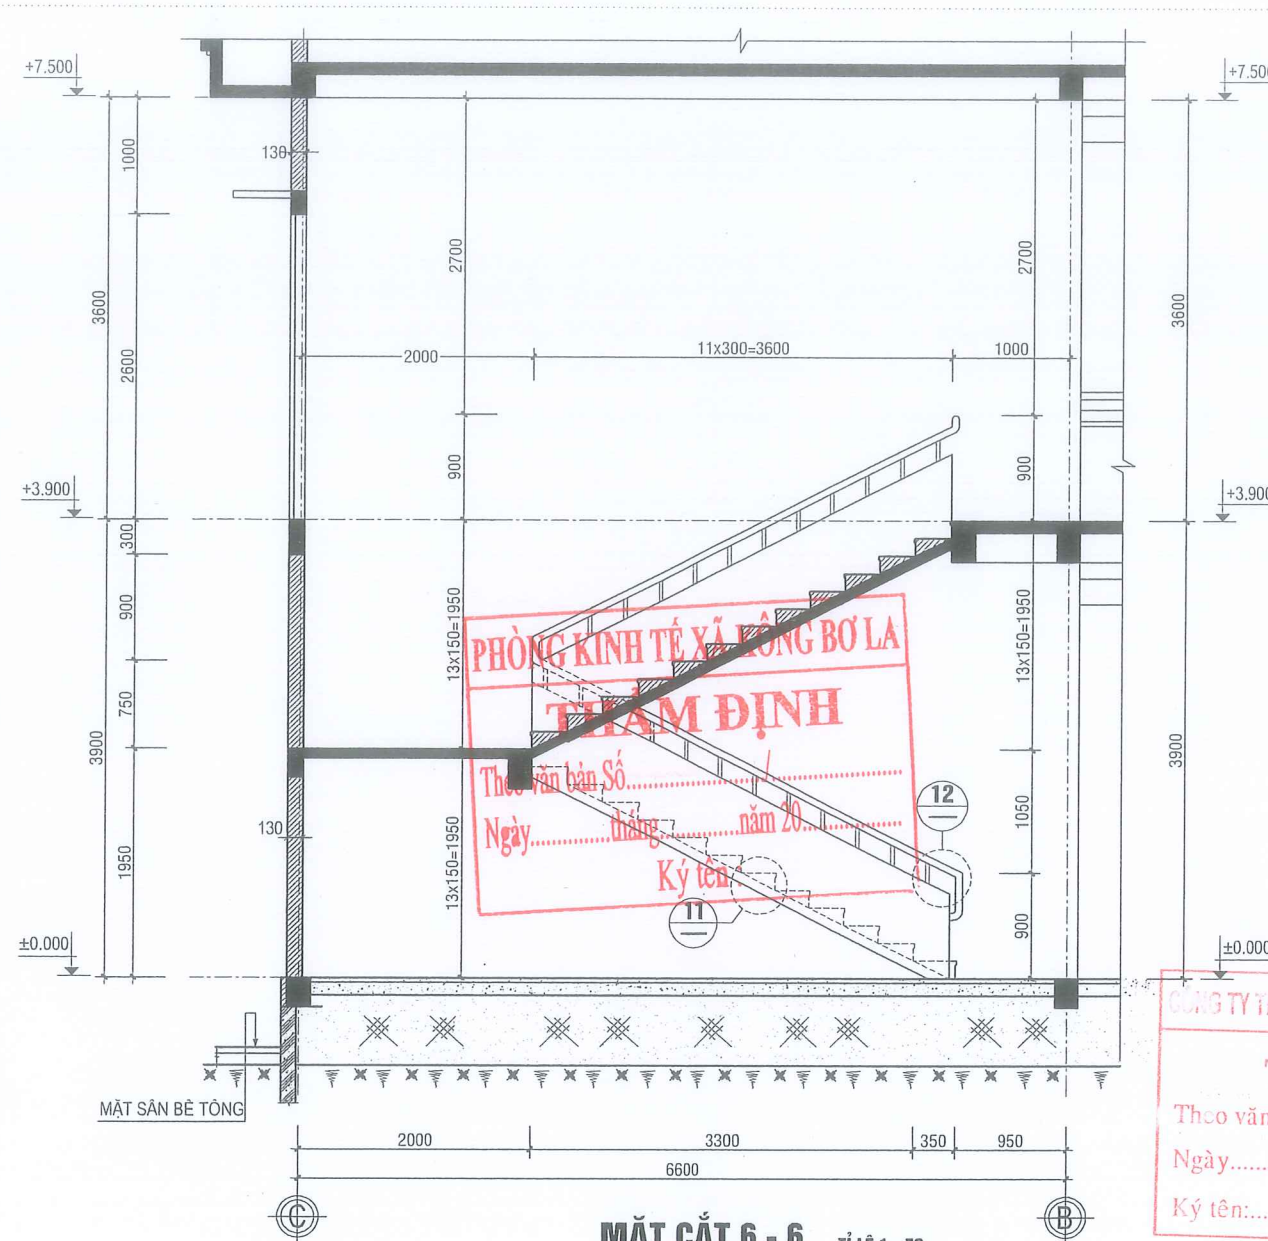 +7.500
+7.500
1000
130
2700
2700
3600
3600
2600
2000
11x300=3600
1000
900
900
+3.900
+3.900
300
900
13x150=1950
13x150=1950
PHÒNG KINH TẾ XÃ KÔNG BƠ LA
THẨM ĐỊNH
750
3900
3900
Theo văn bản Số............../..............
12
Ngày...........tháng...........năm 20............
130
1050
1950
13x150=1950
Ký tên :
11
900
±0.000
±0.000
CÔNG TY
Theo văn
MẶT SÂN BÊ TÔNG
2000
3300
350
950
Ngày......
6600
Ký tên:...
C
B
MẶT CẮT 6 - 6